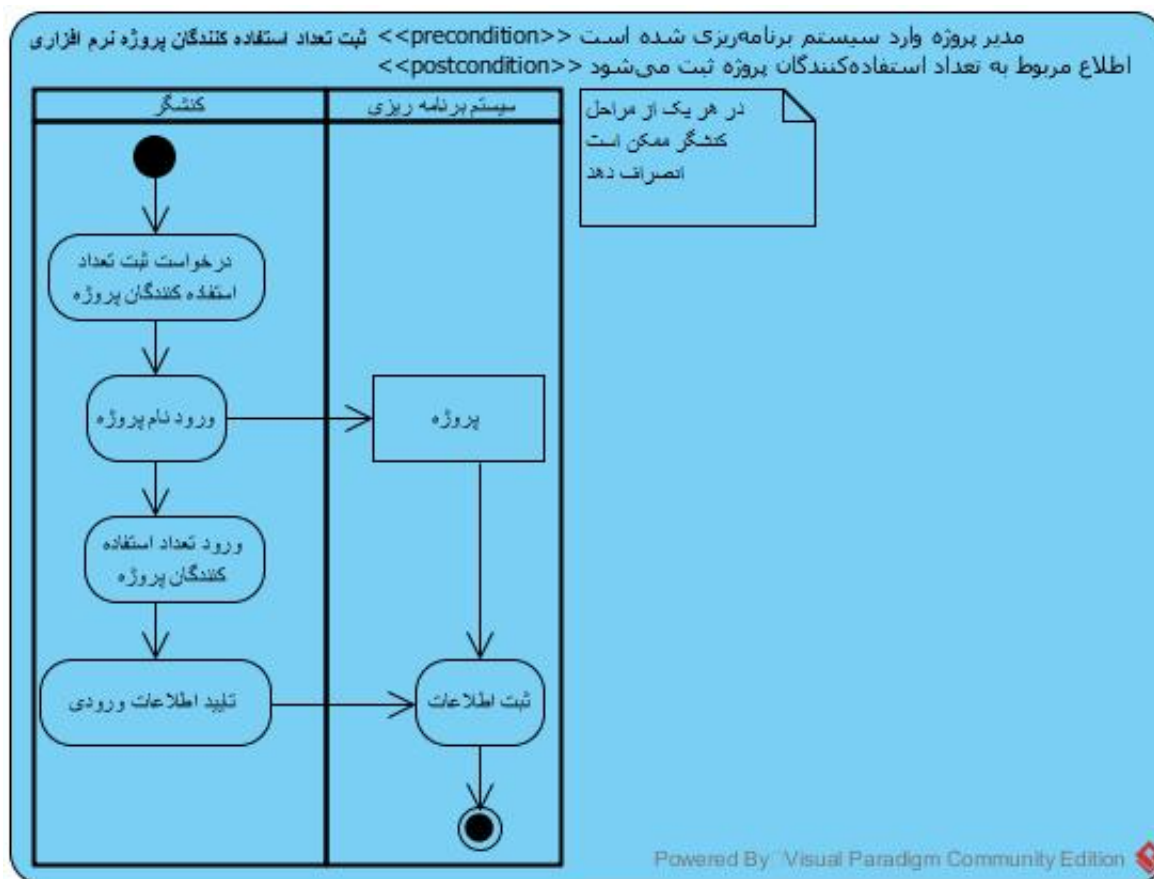 ثبت تعداد استفاده کنندگان پروژه نرم افزاری <<precondition>> مدیر پروژه وارد سیستم برنامه‌ریزی شده است
<<postcondition>> اطلاع مربوط به تعداد استفاده‌کنندگان پروژه ثبت می‌شود
کنشگر
سیستم برنامه ریزی
در هر یک از مراحل
کنشگر ممکن است
انصراف دهد
درخواست ثبت تعداد
استفاده کنندگان پروژه
ورود نام پروژه
پروژه
ورود تعداد استفاده
کنندگان پروژه
تایید اطلاعات ورودی
ثبت اطلاعات
Powered By Visual Paradigm Community Edition